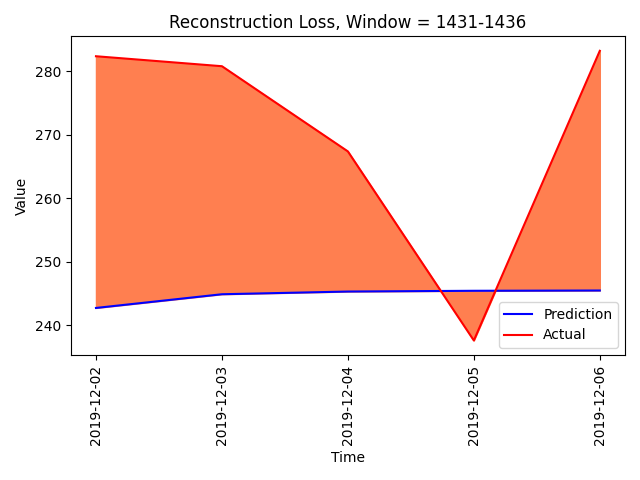 Reconstruction Loss, Window = 1431-1436
Value
280
270
260
250
240
Prediction
Actual
2019-12-02
2019-12-03
2019-12-04
2019-12-05
2019-12-06
Time